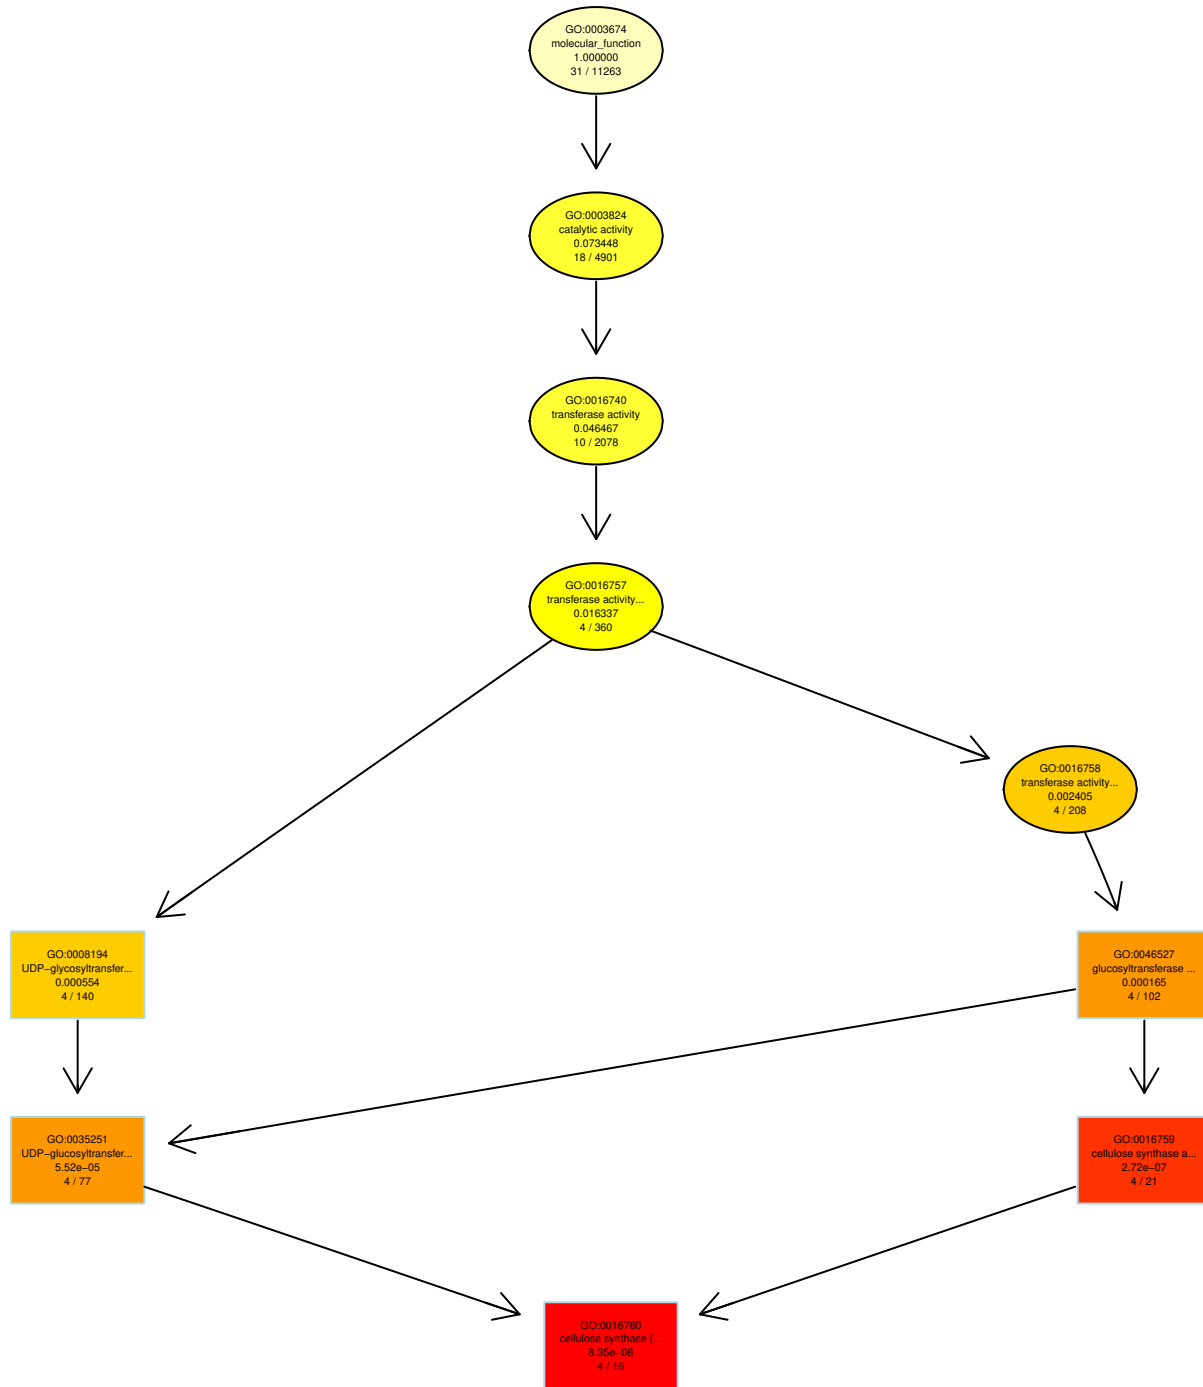 GO:0003674
molecular_function
1.000000
31 / 11263
GO:0003824
catalytic activity
0.073448
18 / 4901
GO:0016740
transferase activity
0.046467
10 / 2078
GO:0016757
transferase activity...
0.016337
4 / 360
GO:0016758
transferase activity...
0.002405
4 / 208
GO:0008194
UDP−glycosyltransfer...
0.000554
4 / 140
GO:0046527
glucosyltransferase ...
0.000165
4 / 102
GO:0035251
UDP−glucosyltransfer...
5.52e−05
4 / 77
GO:0016759
cellulose synthase a...
2.72e−07
4 / 21
GO:0016760
cellulose synthase (...
8.35e−08
4 / 16